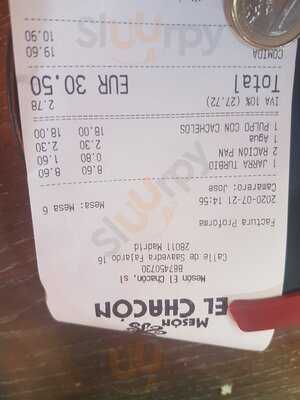 MESÓN
EL CHACÓN
Mesón El Chacón, sl
B87450730
Calle de Saavedra Fajardo 16
28011 Madrid
Factura Proforma
2020-07-21 14:56 Mesa: Mesa 6
Camarero: Jose
1 JARRA TURBIO 8.60 8.60
2 RACIÓN PAN 0.80 1.60
1 Agua 2.30 2.30
1 PULPO CON CACHELOS 18.00 18.00
IVA 10% (27.72) 2.78
Total EUR 30.50
COMIDA 19.60
10.90
sluurpy
sluurpy